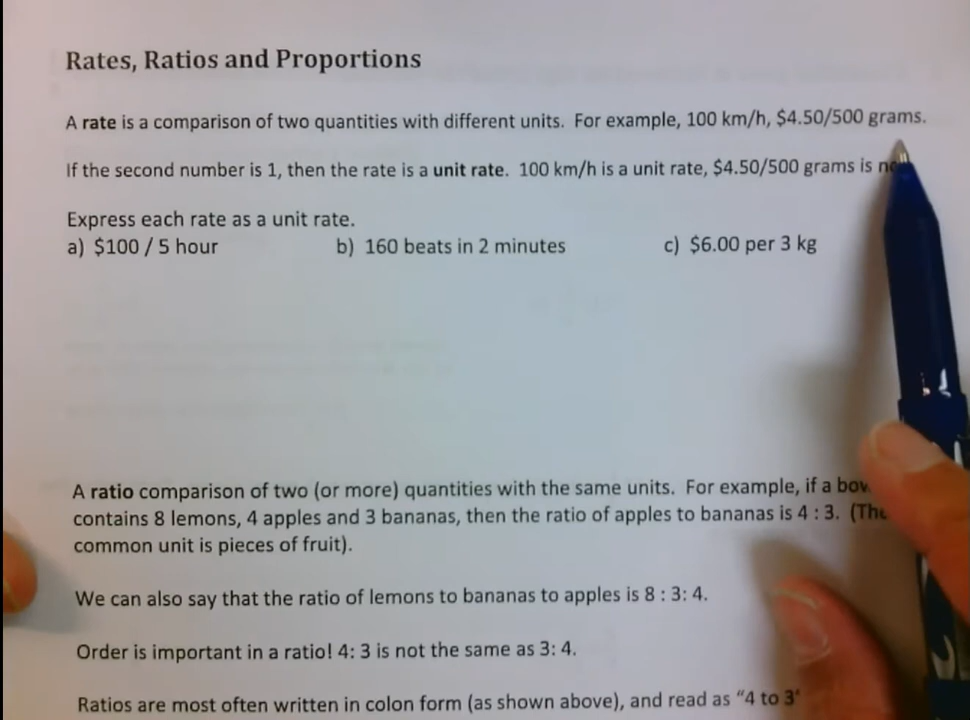 Rates, Ratios and Proportions
A rate is a comparison of two quantities with different units. For example, 100 km/h, $4.50/500 grams.
If the second number is 1, then the rate is a unit rate. 100 km/h is a unit rate, $4.50/500 grams is
Express each rate as a unit rate.
a) $100 / 5 hour b) 160 beats in 2 minutes c) $6.00 per 3 kg
A ratio comparison of two (or more) quantities with the same units. For example, if a
contains 8 lemons, 4 apples and 3 bananas, then the ratio of apples to bananas is 4 : 3.
common unit is pieces of fruit).
We can also say that the ratio of lemons to bananas to apples is 8 : 3: 4.
Order is important in a ratio! 4: 3 is not the same as 3: 4.
Ratios are most often written in colon form (as shown above), and read as "4 to 3"